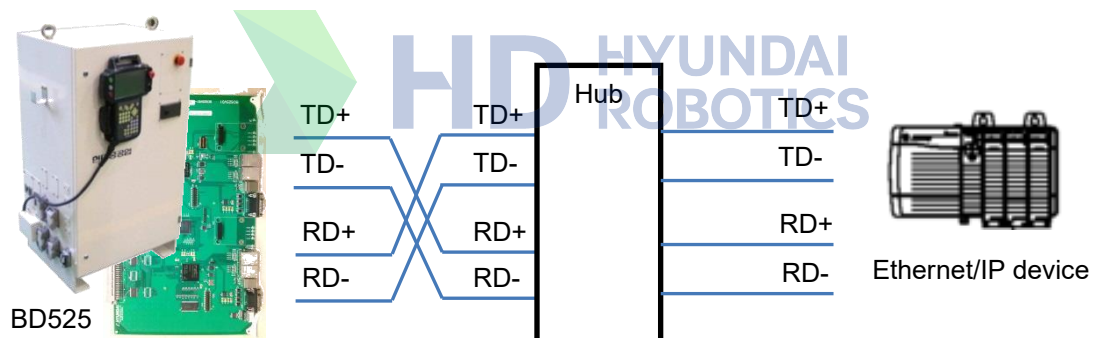 HD HYUNDAI
ROBOTICS
Hub
TD+ TD+ TD+
TD- TD- TD-
RD+ RD+ RD+
RD- RD- RD-
Ethernet/IP device
BD525